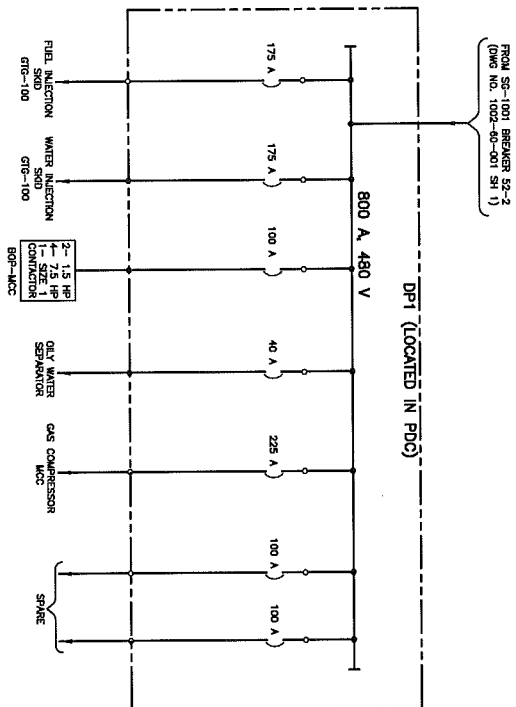 FROM SG-1001 BREAKER 52-2
(DWG NO. 1002-60-001 SH 1)
DP1 (LOCATED IN PDC)
800 A, 480 V
175 A
175 A
100 A
40 A
225 A
100 A
100 A
FUEL INJECTION
SKID
GTG-100
WATER INJECTION
SKID
GTG-100
2- 1.5 HP
4- 7.5 HP
1- SIZE 1
CONTACTOR
BOP-MCC
OILY WATER
SEPARATOR
GAS COMPRESSOR
MCC
SPARE